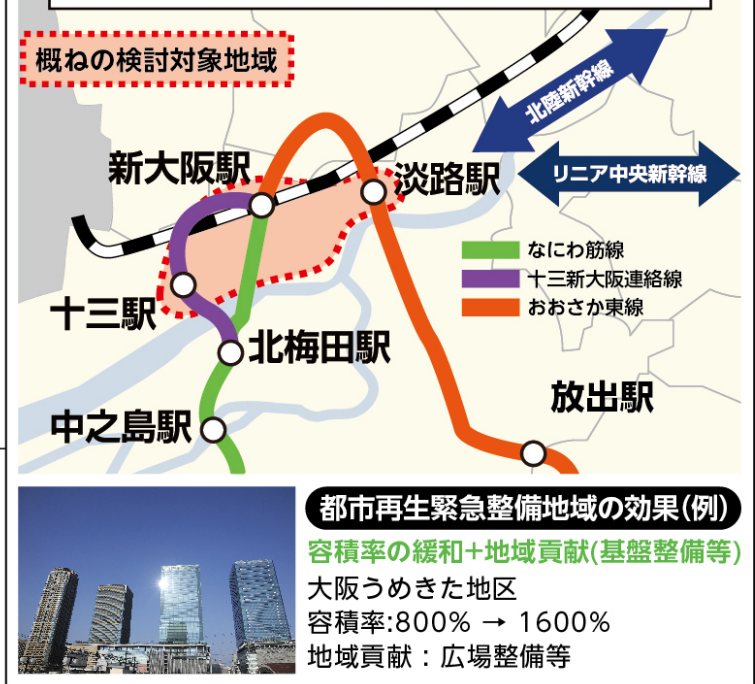 概ねの検討対象地域
北陸新幹線
新大阪駅
淡路駅
リニア中央新幹線
なにわ筋線
十三新大阪連絡線
おおさか東線
十三駅
北梅田駅
放出駅
中之島駅
都市再生緊急整備地域の効果(例)
容積率の緩和+地域貢献(基盤整備等)
大阪うめきた地区
容積率:800% → 1600%
地域貢献：広場整備等